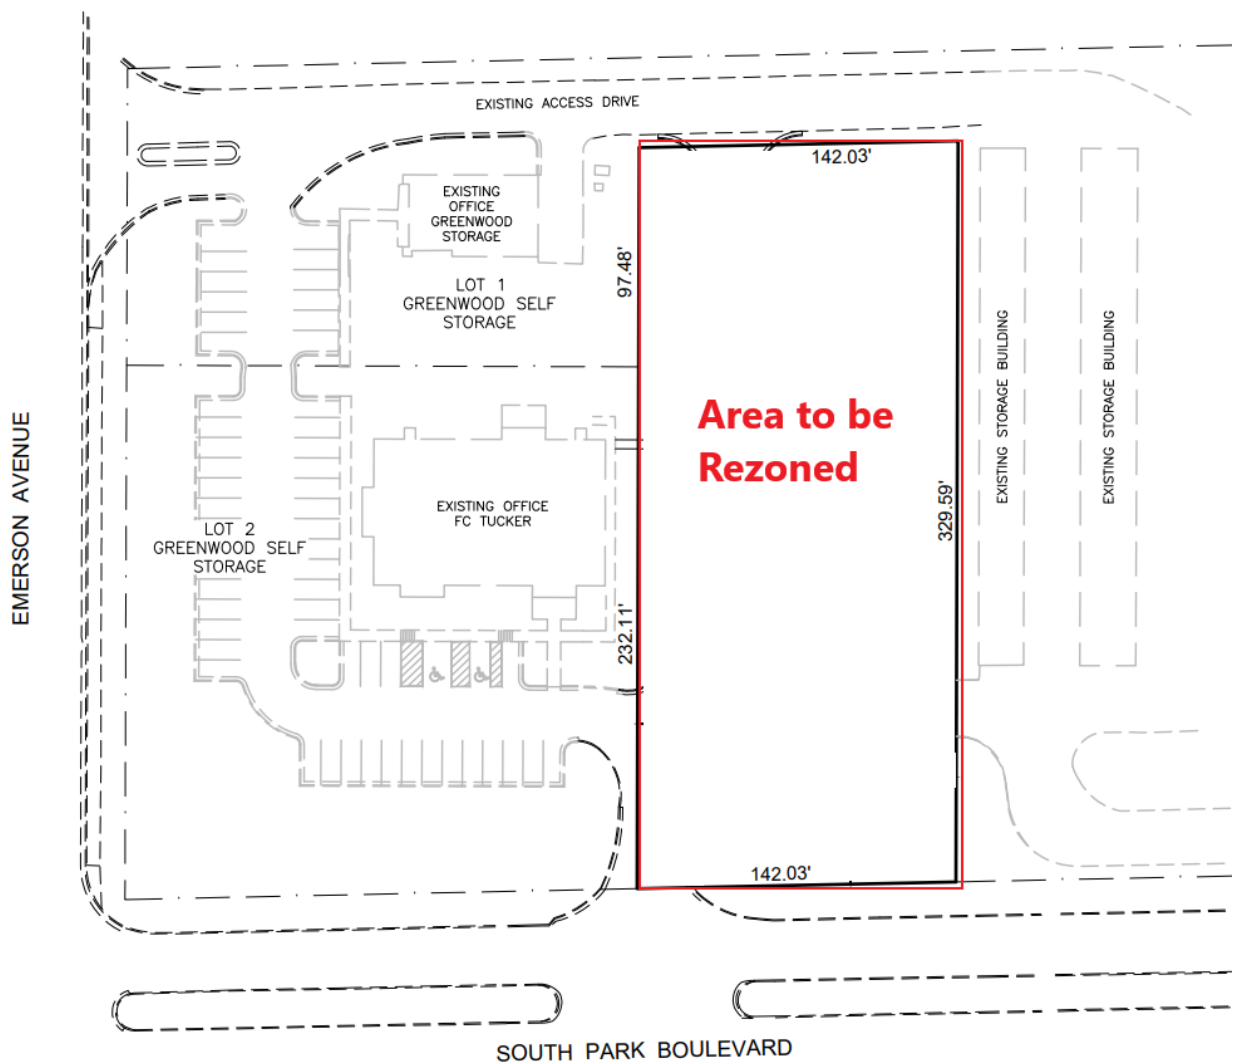 EXISTING ACCESS DRIVE
142.03'
EXISTING
OFFICE
GREENWOOD
STORAGE
97.48'
LOT 1
GREENWOOD SELF
STORAGE
EXISTING STORAGE BUILDING
EXISTING STORAGE BUILDING
Area to be
Rezoned
EMERSON AVENUE
EXISTING OFFICE
FC TUCKER
329.59'
LOT 2
GREENWOOD SELF
STORAGE
232.11'
142.03'
SOUTH PARK BOULEVARD